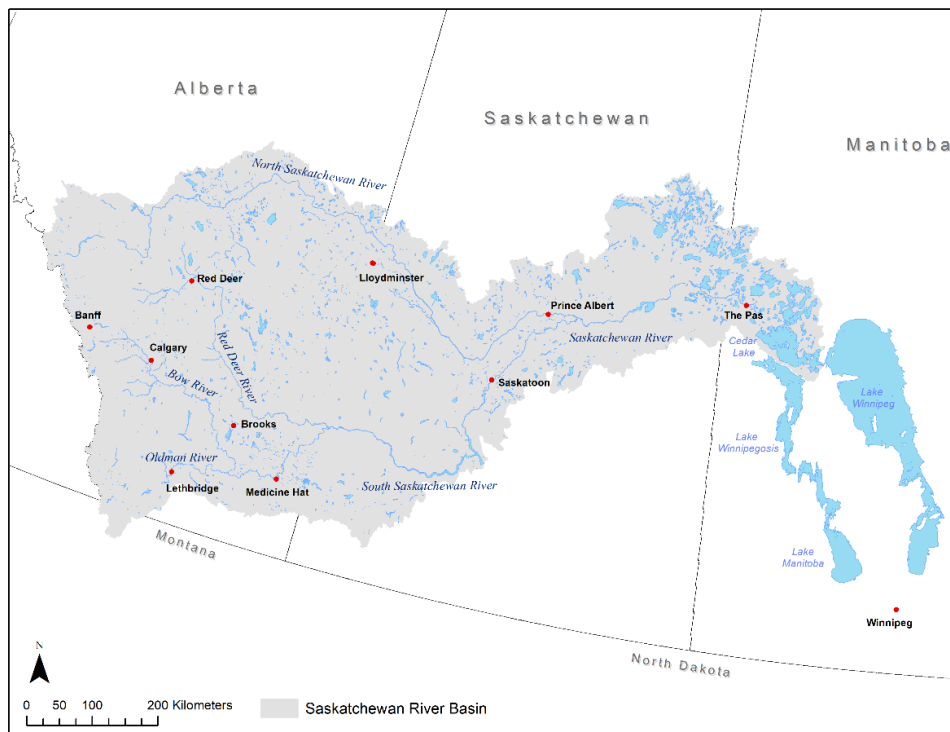 Alberta
Saskatchewan
Manitoba
North Saskatchewan River
Red Deer
Lloydminster
Banff
Prince Albert
The Pas
Calgary
Red Deer River
Saskatchewan River
Cedar
Lake
Bow River
Saskatoon
Lake
Winnipeg
Brooks
Lake
Winnipegosis
Oldman River
Lethbridge
Medicine Hat
South Saskatchewan River
Montana
Lake
Manitoba
Winnipeg
North Dakota
N
0 50 100 200 Kilometers
Saskatchewan River Basin